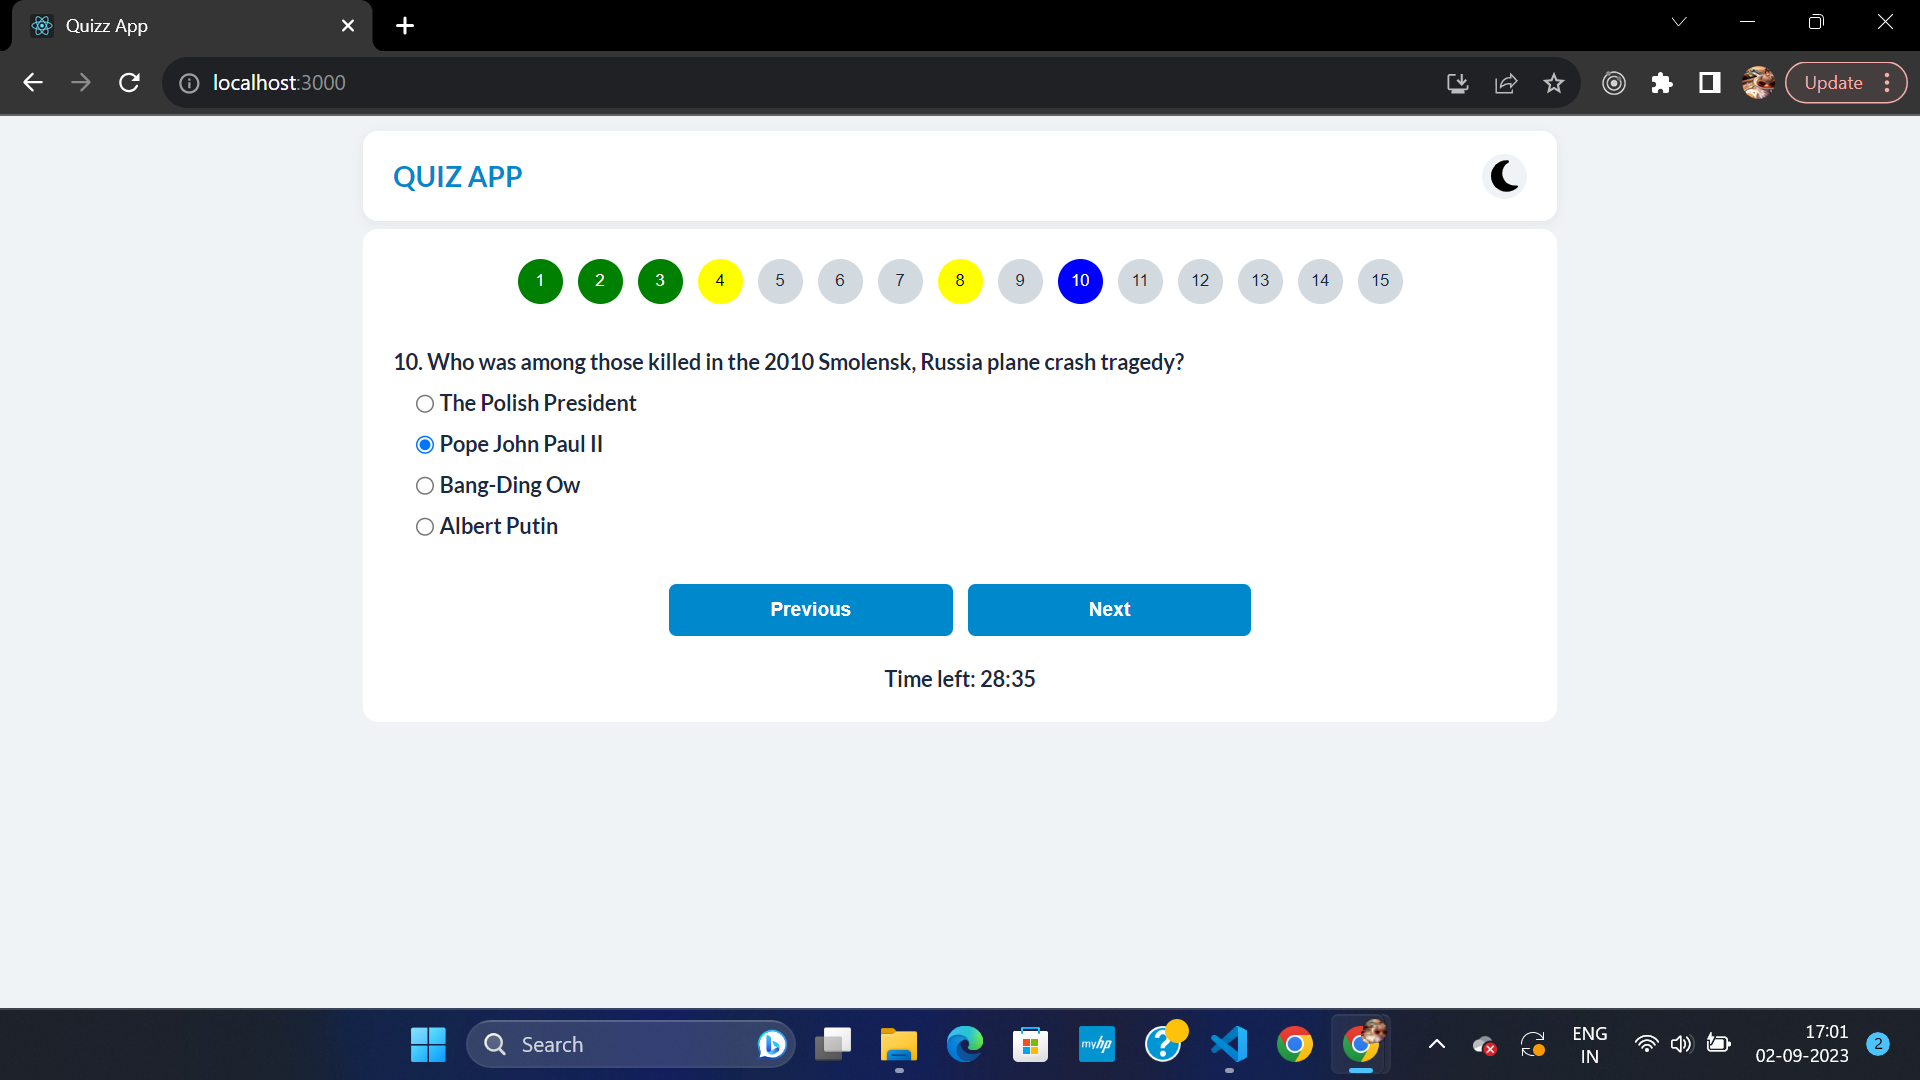 Quizz App
localhost:3000
Update
QUIZ APP
1 2 3 4 5 6 7 8 9 10 11 12 13 14 15
10. Who was among those killed in the 2010 Smolensk, Russia plane crash tragedy?
The Polish President
Pope John Paul II
Bang-Ding Ow
Albert Putin
Previous Next
Time left: 28:35
Search
myhp
ENG
IN
17:01
02-09-2023
2